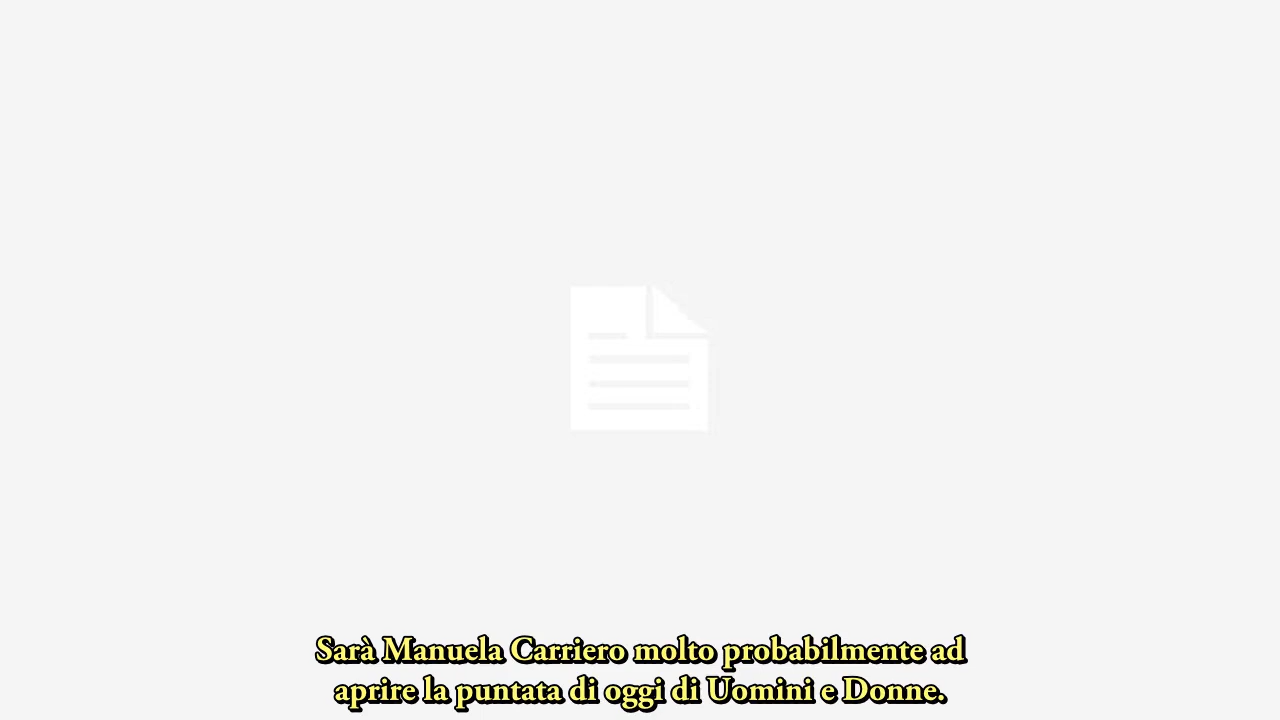 Sarà Manuela Carriero molto probabilmente ad
aprire la puntata di oggi di Uomini e Donne.